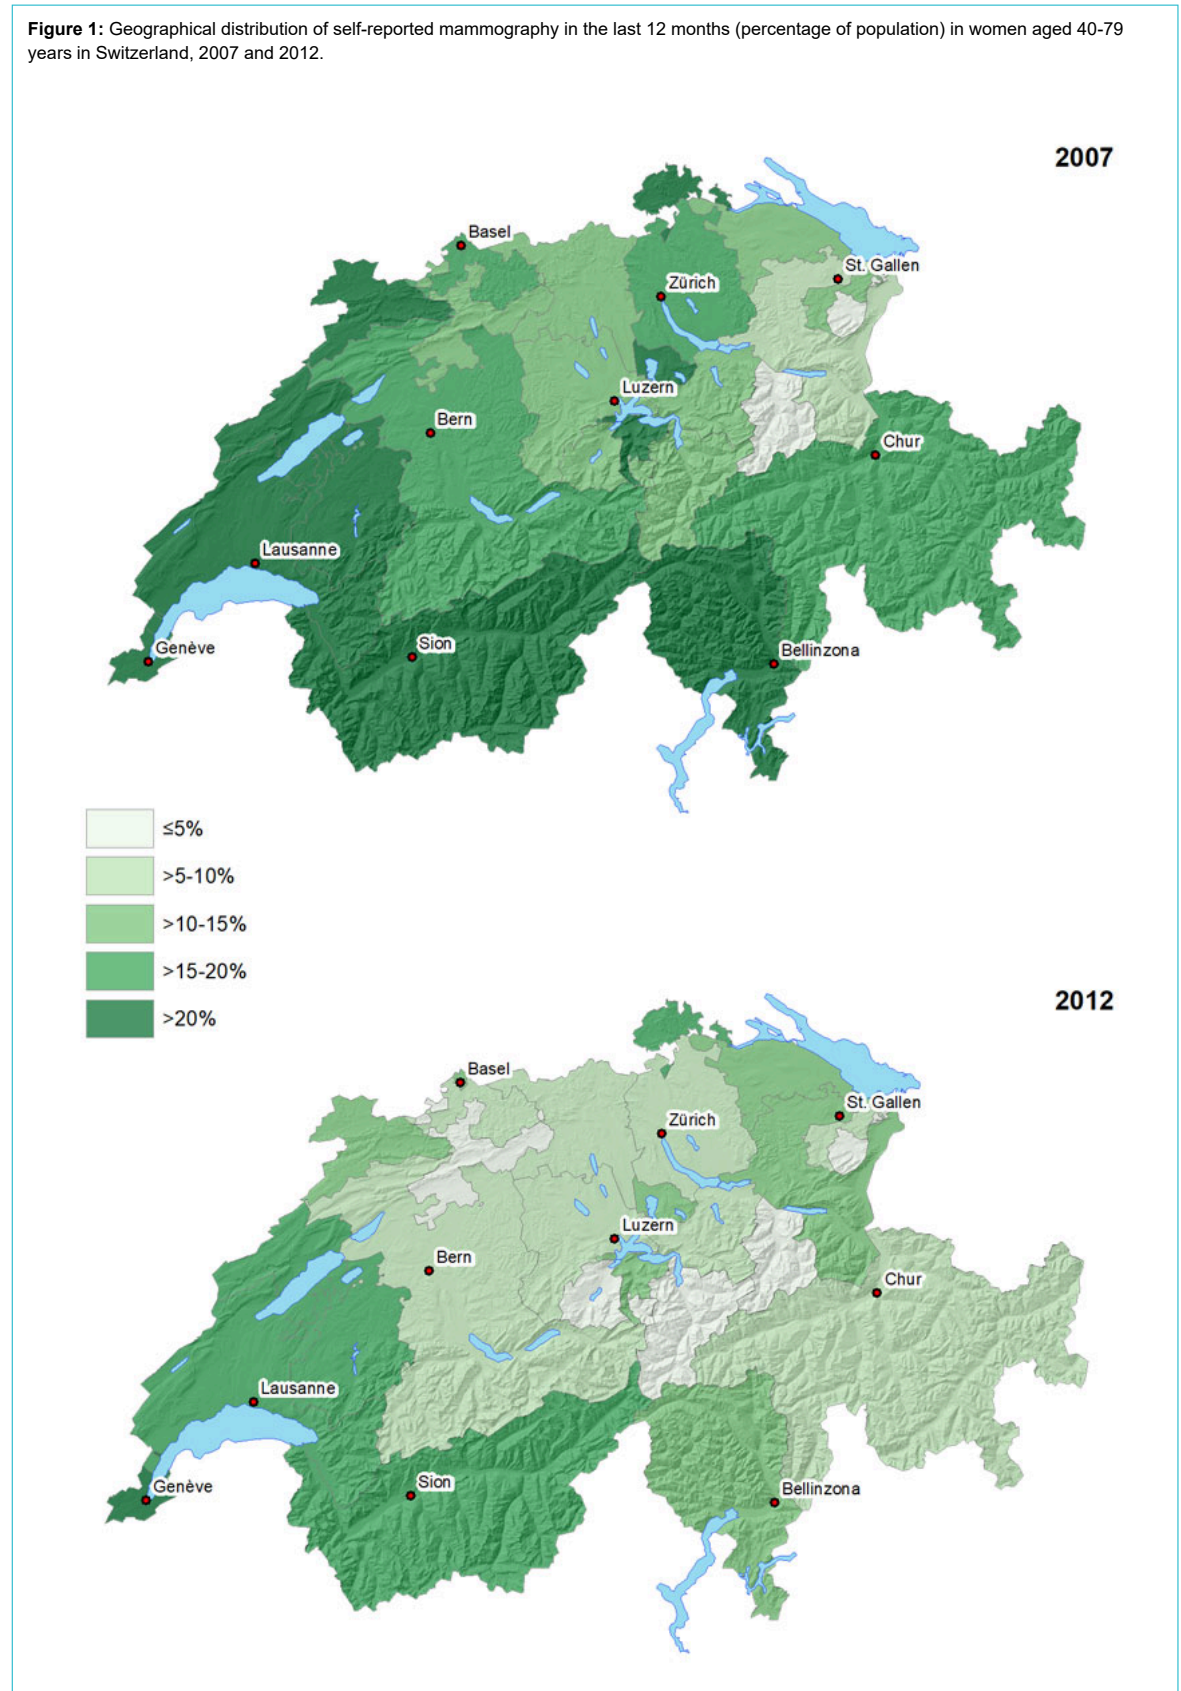 Figure 1: Geographical distribution of self-reported mammography in the last 12 months (percentage of population) in women aged 40-79
years in Switzerland, 2007 and 2012.
2007
Basel
St. Gallen
Zürich
Luzern
Bern
Chur
Lausanne
Sion
Genève
Bellinzona
≤5%
>5-10%
>10-15%
>15-20%
>20%
2012
Basel
St. Gallen
Zürich
Luzern
Bern
Chur
Lausanne
Sion
Genève
Bellinzona